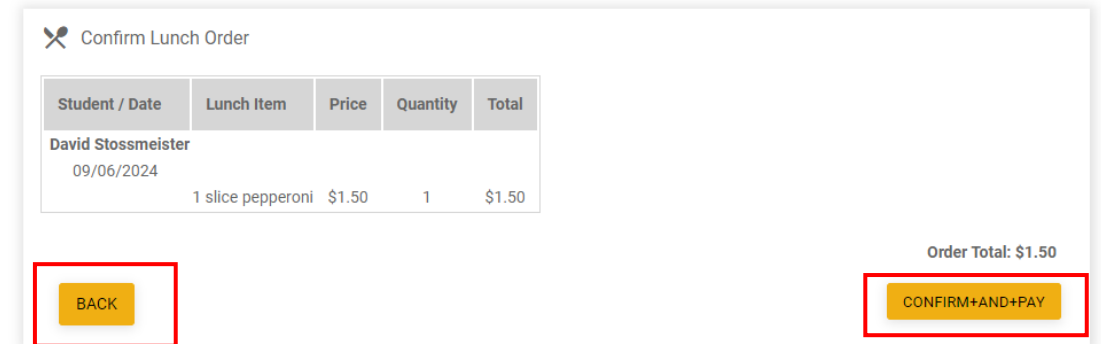 Confirm Lunch Order
Student / Date Lunch Item Price Quantity Total
David Stossmeister
09/06/2024
1 slice pepperoni $1.50 1 $1.50
Order Total: $1.50
BACK CONFIRM+AND+PAY